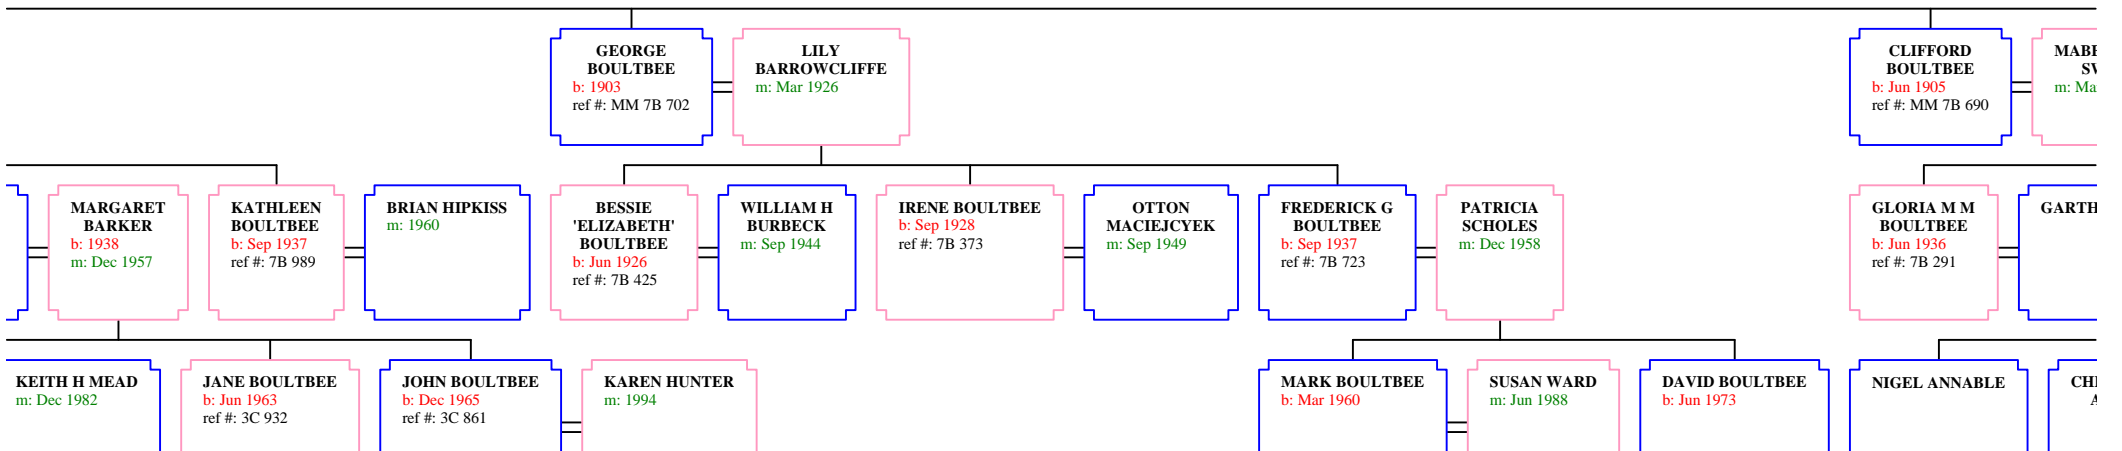 GEORGE
BOULTBEE
b: 1903
ref #: MM 7B 702
LILY
BARROWCLIFFE
m: Mar 1926
CLIFFORD
BOULTBEE
b: Jun 1905
ref #: MM 7B 690
m:
MARGARET
BARKER
b: 1938
m: Dec 1957
KATHLEEN
BOULTBEE
b: Sep 1937
ref #: 7B 989
BRIAN HIPKISS
m: 1960
BESSIE
'ELIZABETH'
BOULTBEE
b: Jun 1926
ref #: 7B 425
WILLIAM H
BURBECK
m: Sep 1944
IRENE BOULTBEE
b: Sep 1928
ref #: 7B 373
OTTON
MACIEJCYEK
m: Sep 1949
FREDERICK G
BOULTBEE
b: Sep 1937
ref #: 7B 723
PATRICIA
SCHOLES
m: Dec 1958
GLORIA M M
BOULTBEE
b: Jun 1936
ref #: 7B 291
GARTH
KEITH H MEAD
m: Dec 1982
JANE BOULTBEE
b: Jun 1963
ref #: 3C 932
JOHN BOULTBEE
b: Dec 1965
ref #: 3C 861
KAREN HUNTER
m: 1994
MARK BOULTBEE
b: Mar 1960
SUSAN WARD
m: Jun 1988
DAVID BOULTBEE
b: Jun 1973
NIGEL ANNABLE